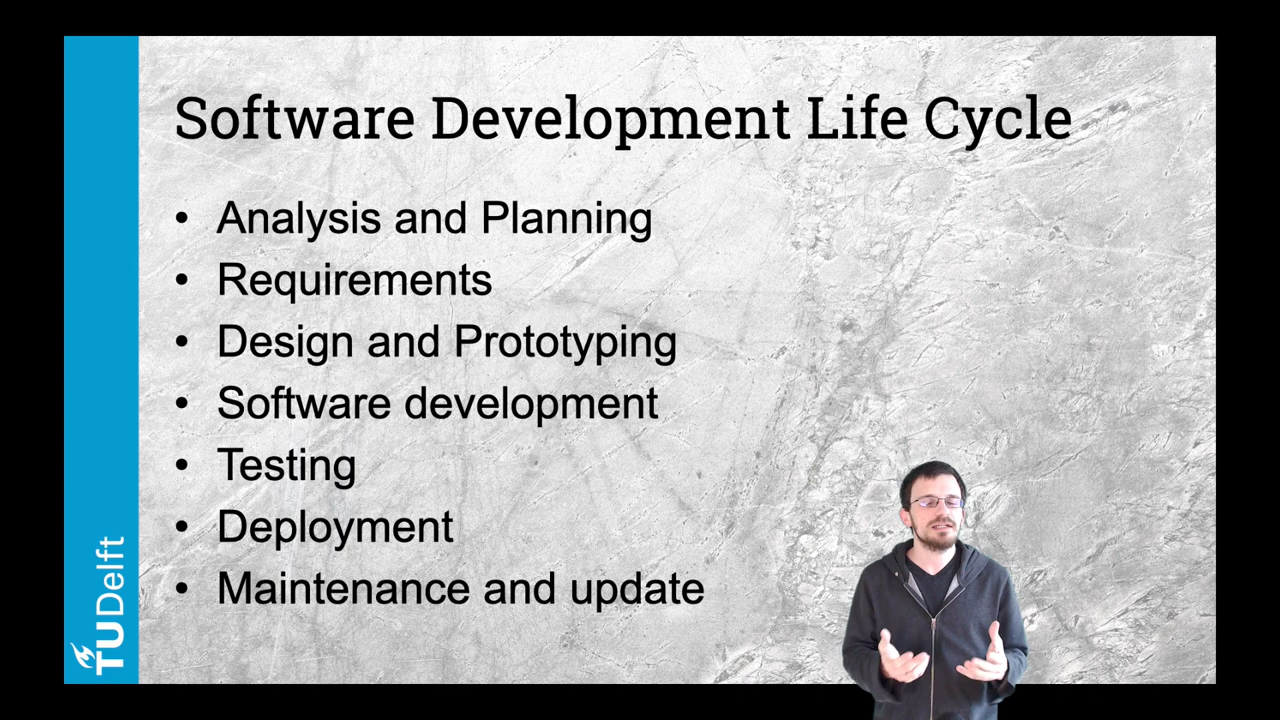 Software Development Life Cycle
• Analysis and Planning
• Requirements
• Design and Prototyping
• Software development
• Testing
• Deployment
• Maintenance and update
TUDelft